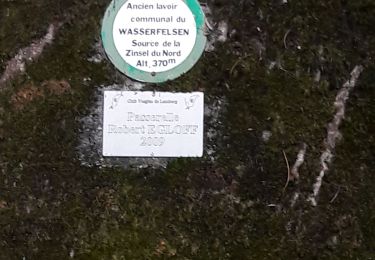 Ancien lavoir
communal du
WASSERFELSEN
Source de la
Zinsel du Nord
Alt. 370m
Club Vosgien de Lemberg
Passerelle
Robert EGLOFF
2009